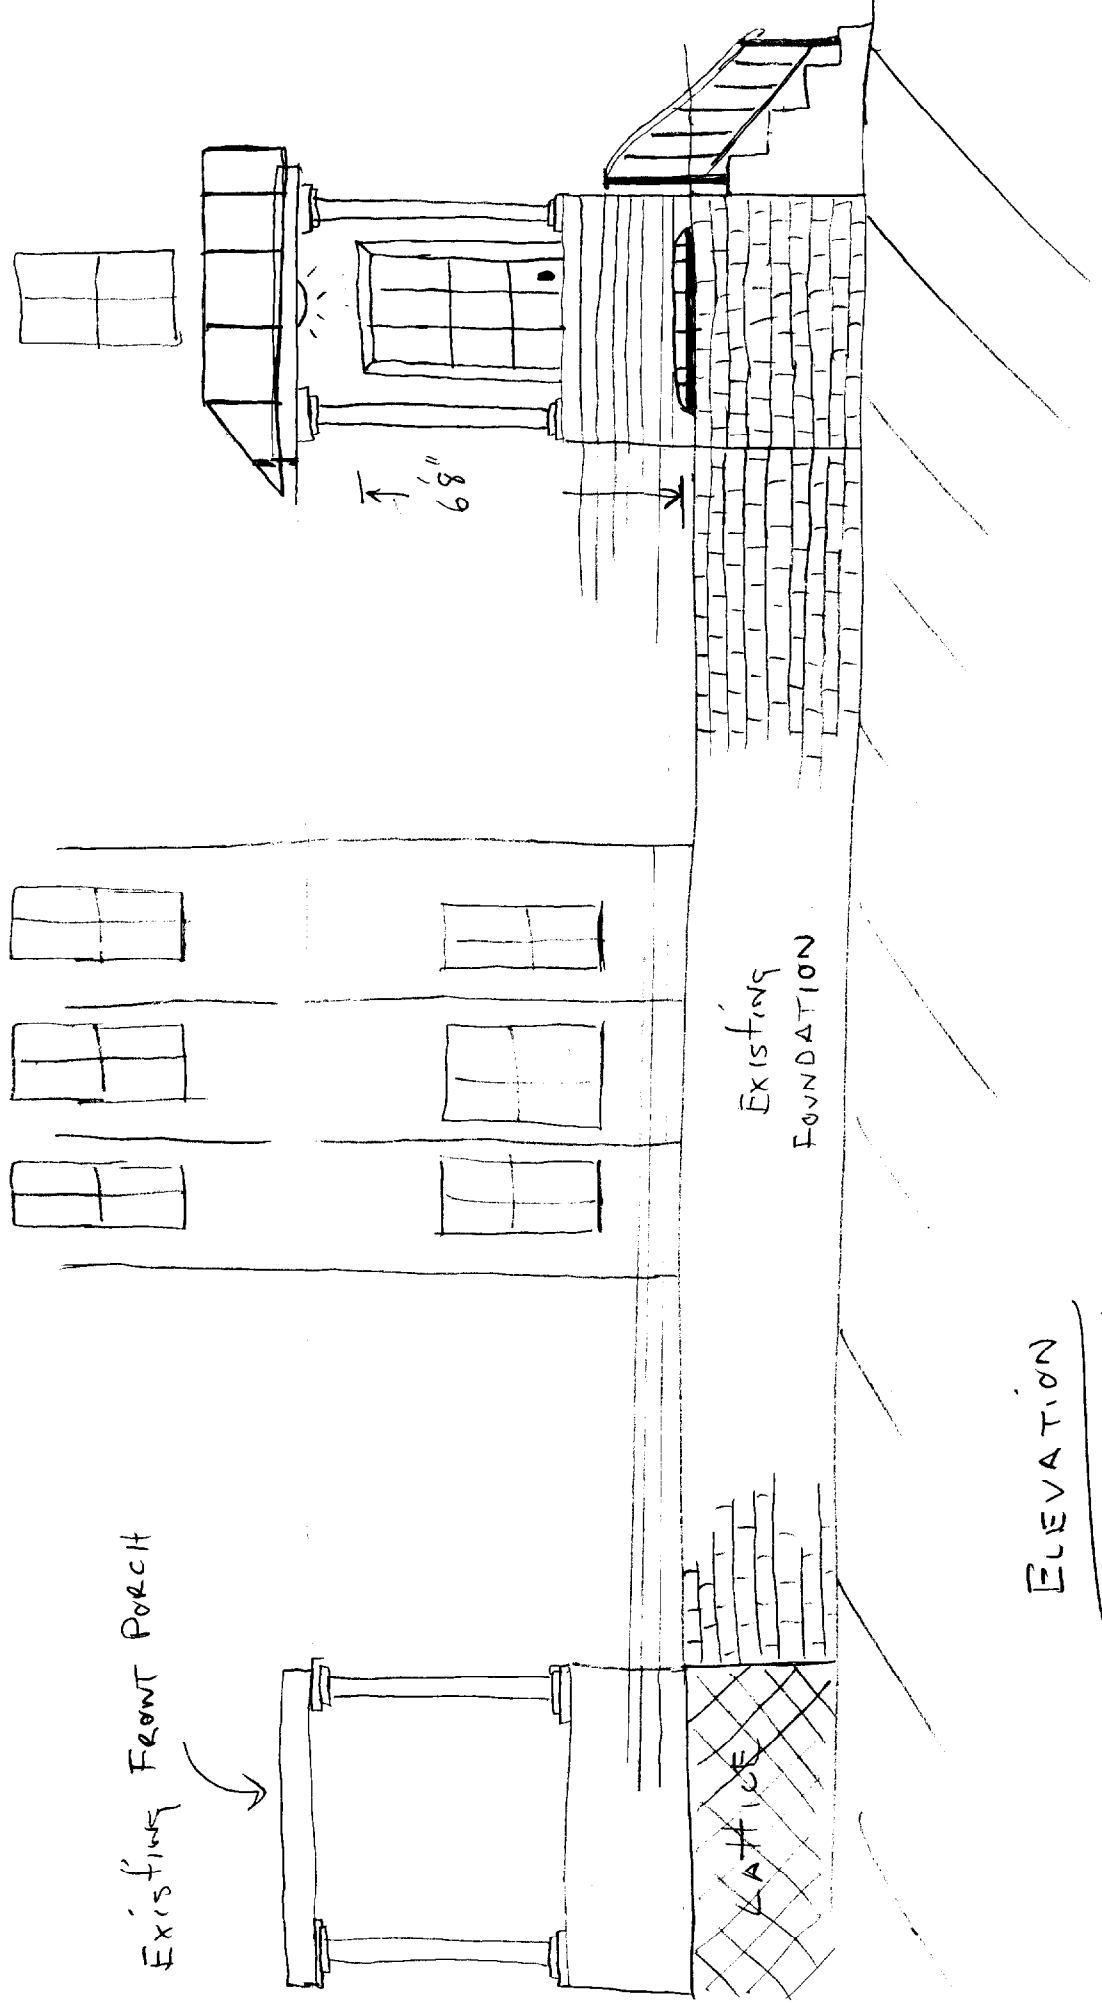 Existing Front Porch
6'8"
Existing
Foundation
Lattice
Elevation